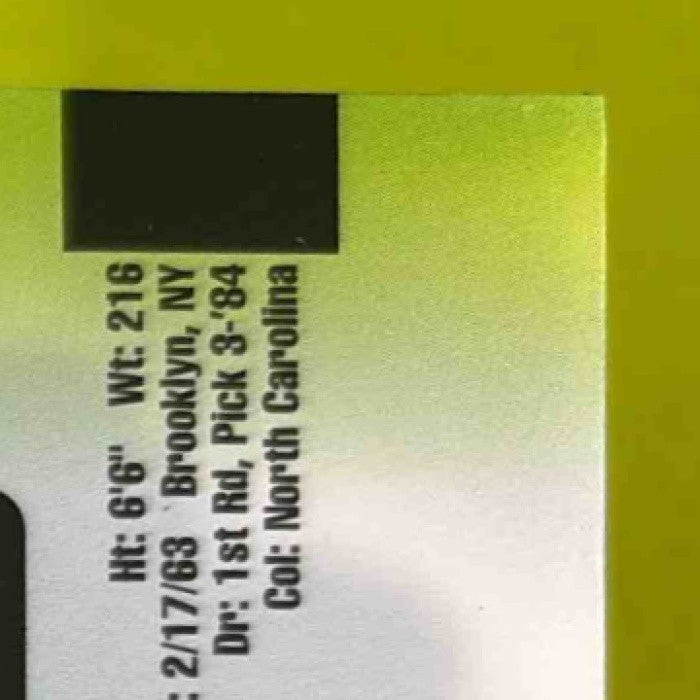 Ht: 6'6" Wt: 216
: 2/17/63 Brooklyn, NY
Dr: 1st Rd, Pick 3-'84
Col: North Carolina